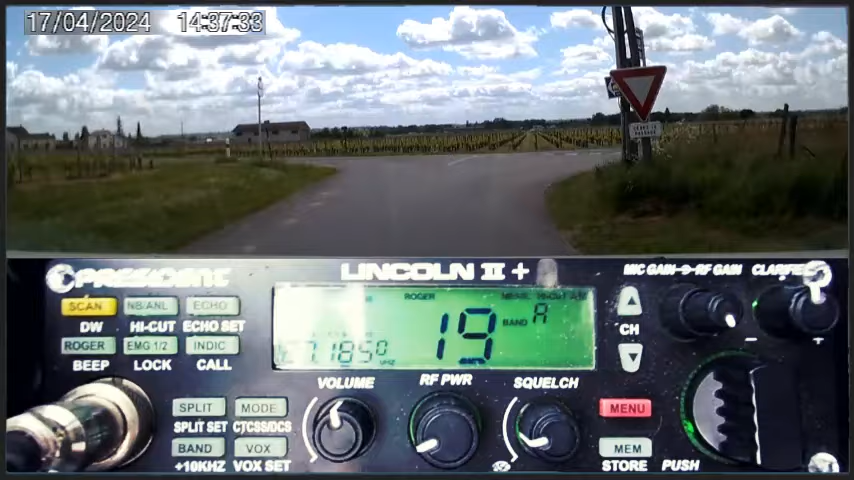 17/04/2024 14:37:33
PRESIDENT LINCOLN II + MIC GAIN RF GAIN CLARIFIER
SCAN NB/ANL ECHO
DW HI-CUT ECHO SET
ROGER EMG 1/2 INDIC
BEEP LOCK CALL
ROGER
19 BAND A
7.1850
CH
VOLUME RF PWR SQUELCH
SPLIT MODE
SPLIT SET CTCSS/DCS
BAND VOX
+10KHZ VOX SET
MENU
MEM
STORE PUSH
- +